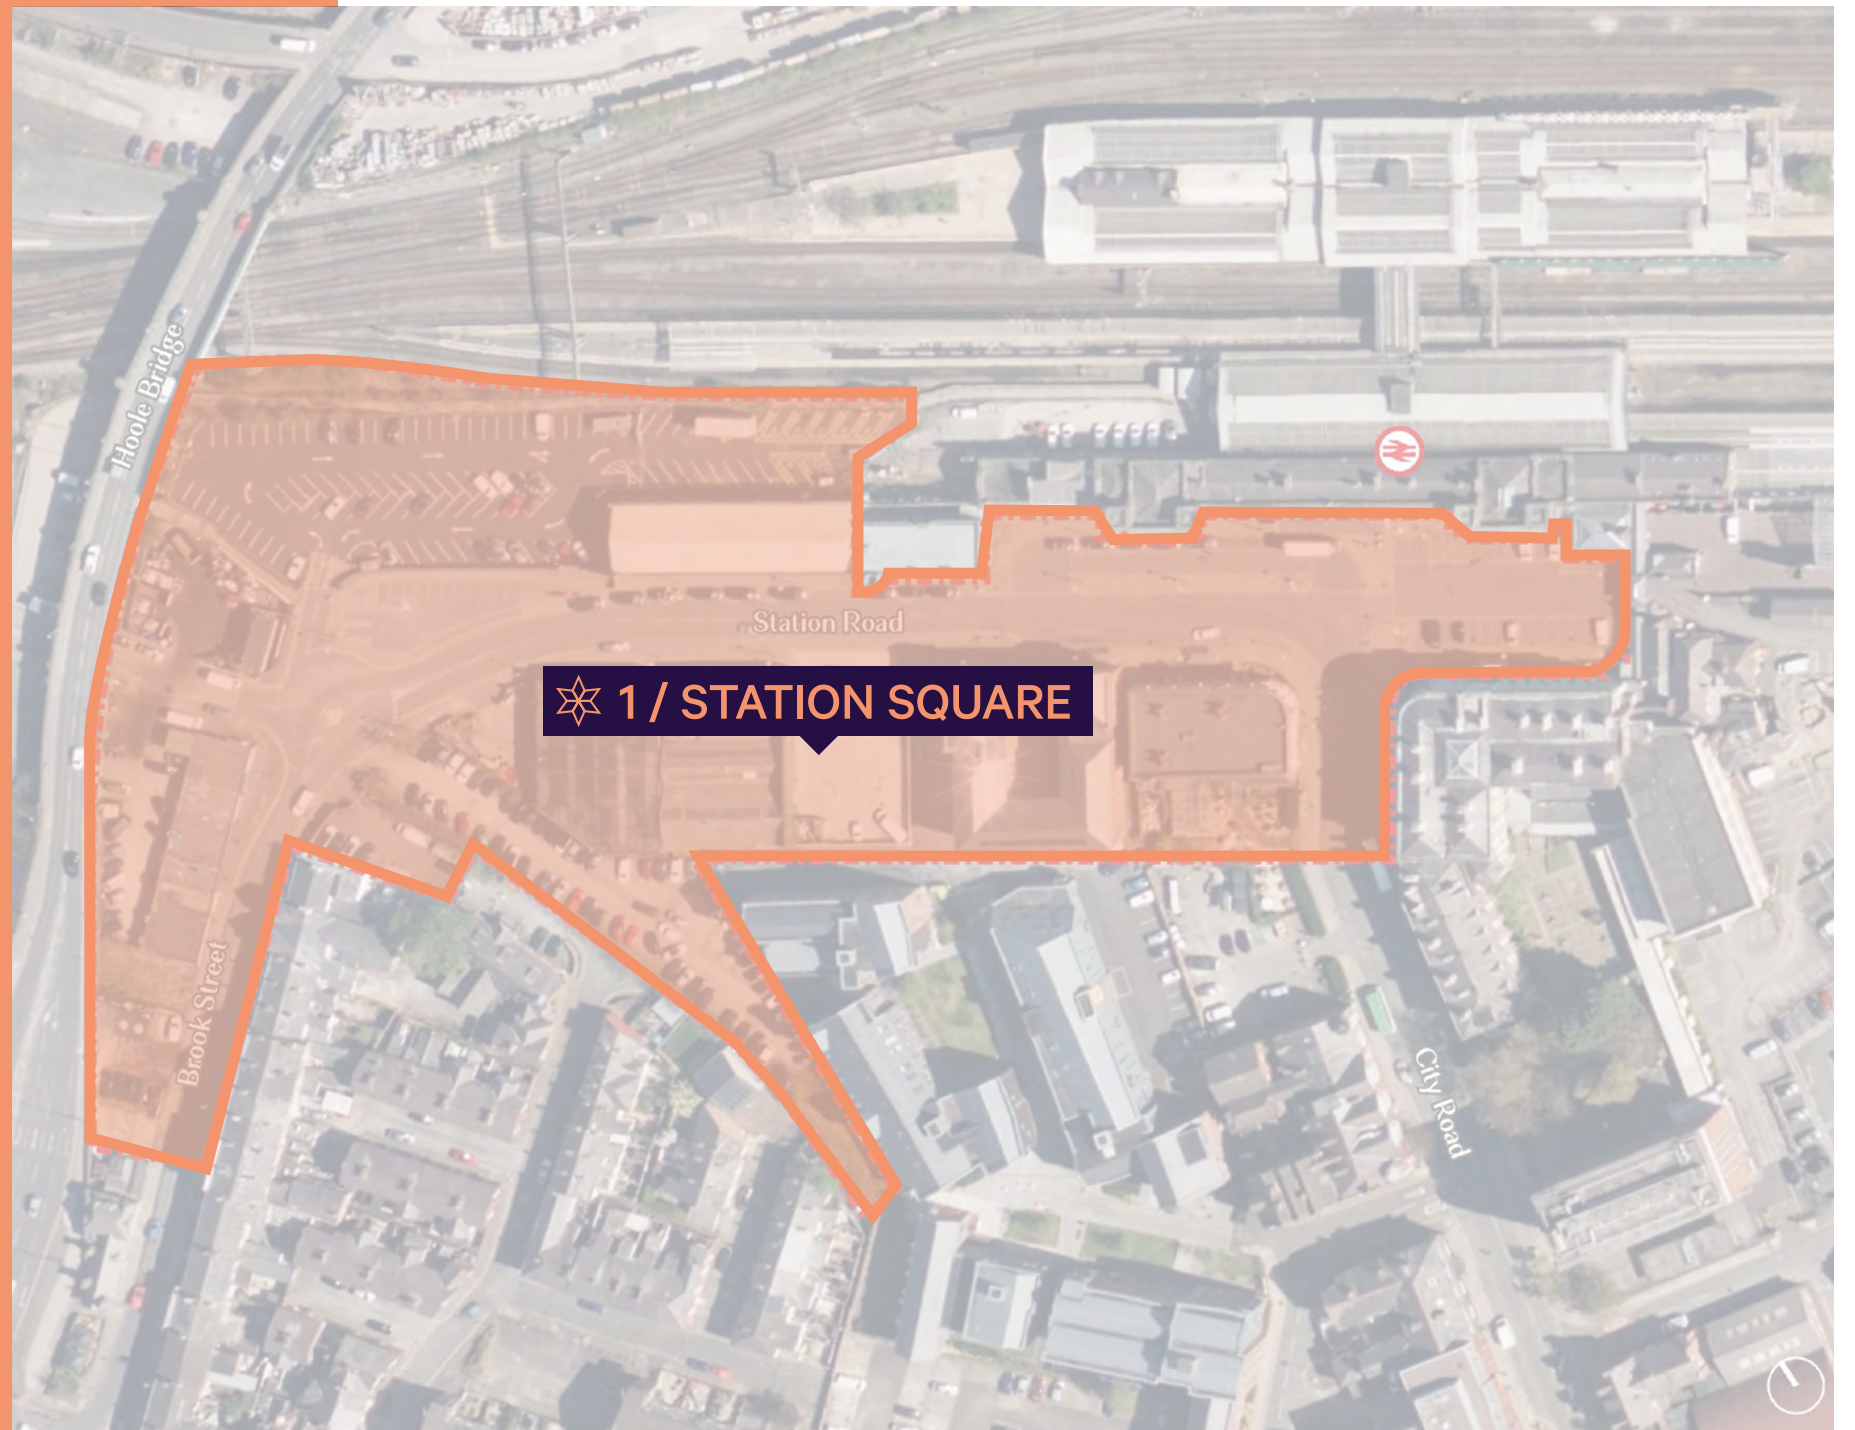 Hoole Bridge
Station Road
1 / STATION SQUARE
Brook Street
City Road